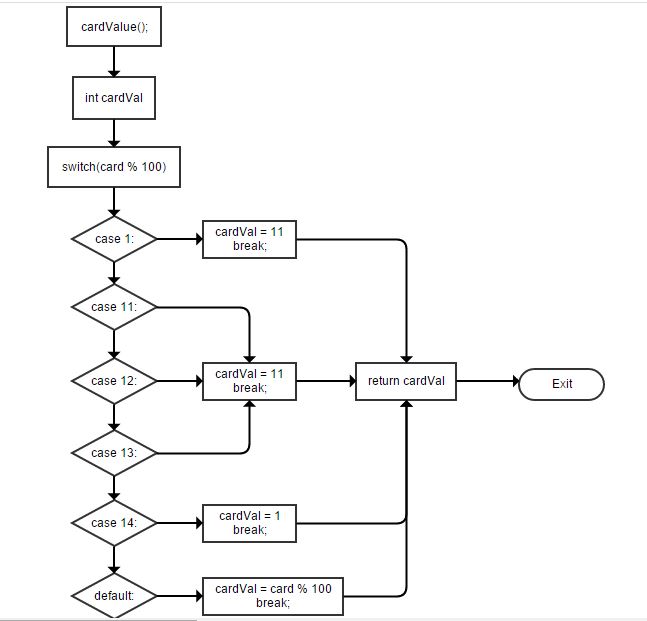 cardValue();
int cardVal
switch(card % 100)
case 1:
cardVal = 11
break;
case 11:
case 12:
cardVal = 11
break;
return cardVal
Exit
case 13:
case 14:
cardVal = 1
break;
default:
cardVal = card % 100
break;